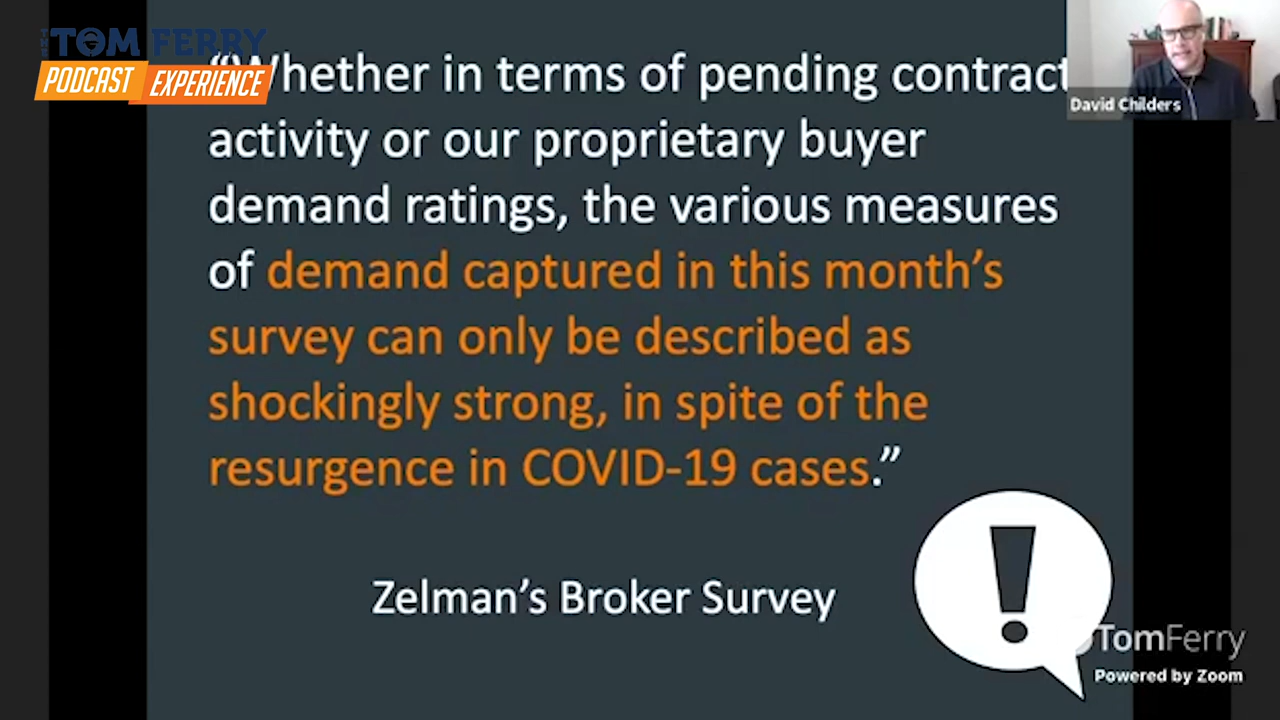 THE TOM FERRY
PODCAST EXPERIENCE
David Childers
“Whether in terms of pending contract
activity or our proprietary buyer
demand ratings, the various measures
of demand captured in this month’s
survey can only be described as
shockingly strong, in spite of the
resurgence in COVID-19 cases.”
Zelman’s Broker Survey
!
TomFerry
Powered by Zoom